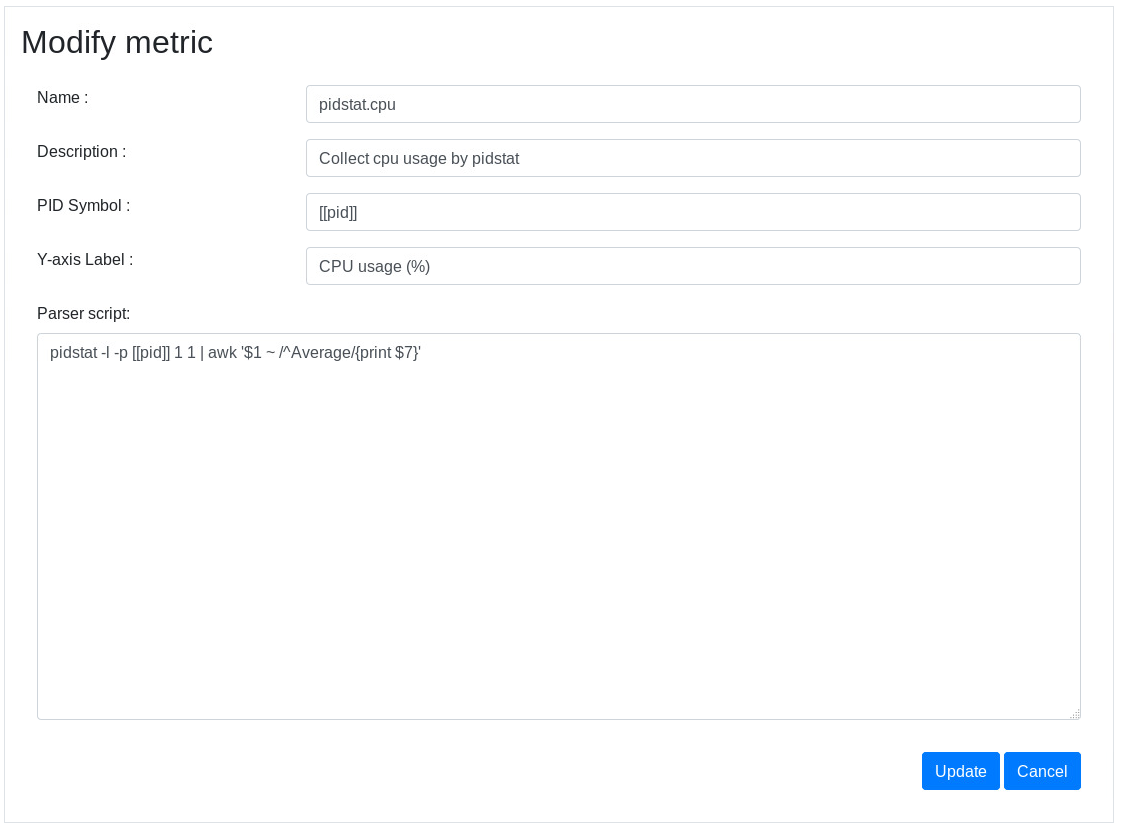 Modify metric
Name :
pidstat.cpu
Description :
Collect cpu usage by pidstat
PID Symbol :
[[pid]]
Y-axis Label :
CPU usage (%)
Parser script:
pidstat -l -p [[pid]] 1 1 | awk '$1 ~ /^Average/{print $7}'
Update Cancel